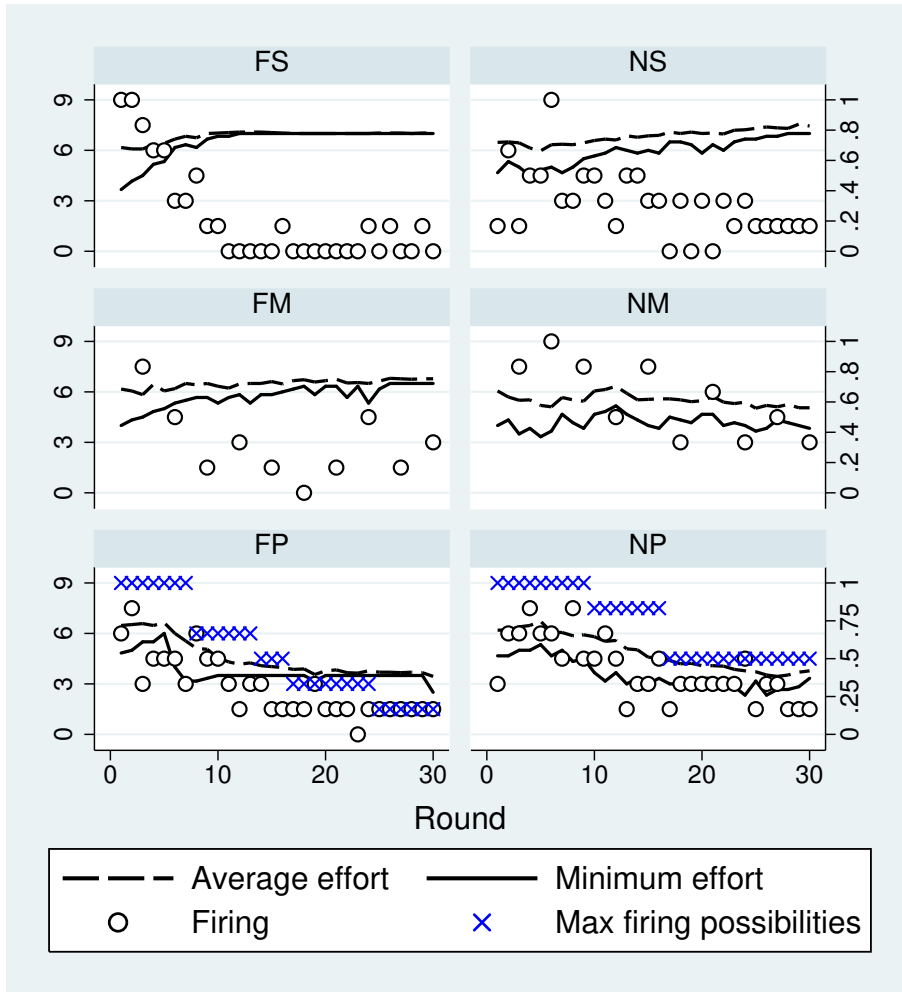 FS NS
9 6 3 0
1 .8 .6 .4 .2 0
FM NM
9 6 3 0
1 .8 .6 .4 .2 0
FP NP
9 6 3 0
1 .75 .5 .25 0
0 10 20 30 0 10 20 30
Round
Average effort Minimum effort
Firing Max firing possibilities